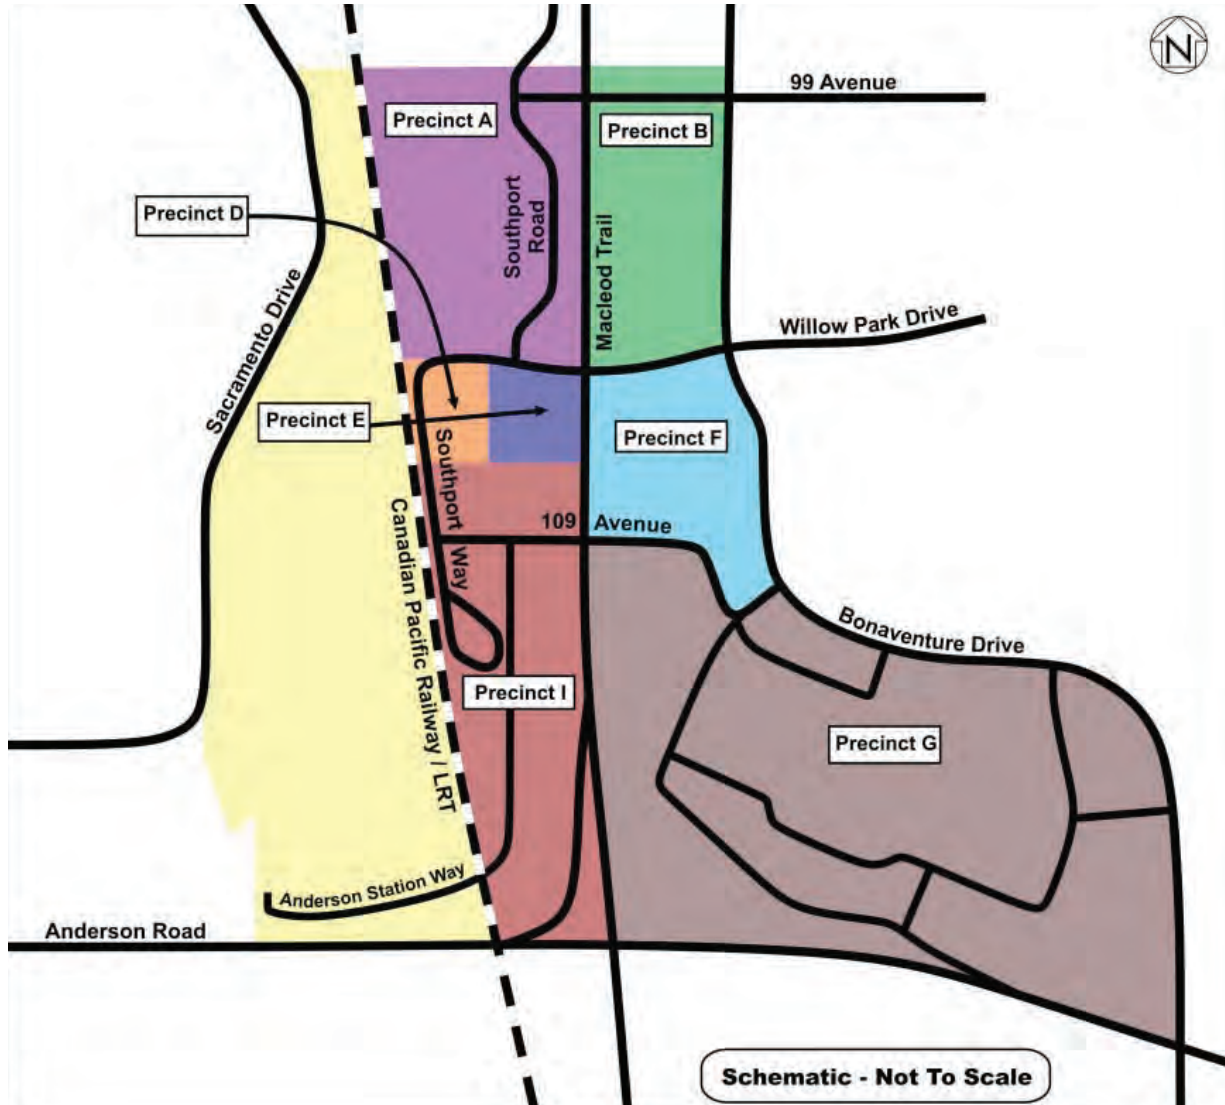 N
99 Avenue
Precinct A
Precinct B
Precinct D
Southport
Road
Macleod Trail
Sacramento Drive
Willow Park Drive
Precinct E
Precinct F
Southport Way
109 Avenue
Canadian Pacific Railway / LRT
Bonaventure Drive
Precinct I
Precinct G
Anderson Station Way
Anderson Road
Schematic - Not To Scale